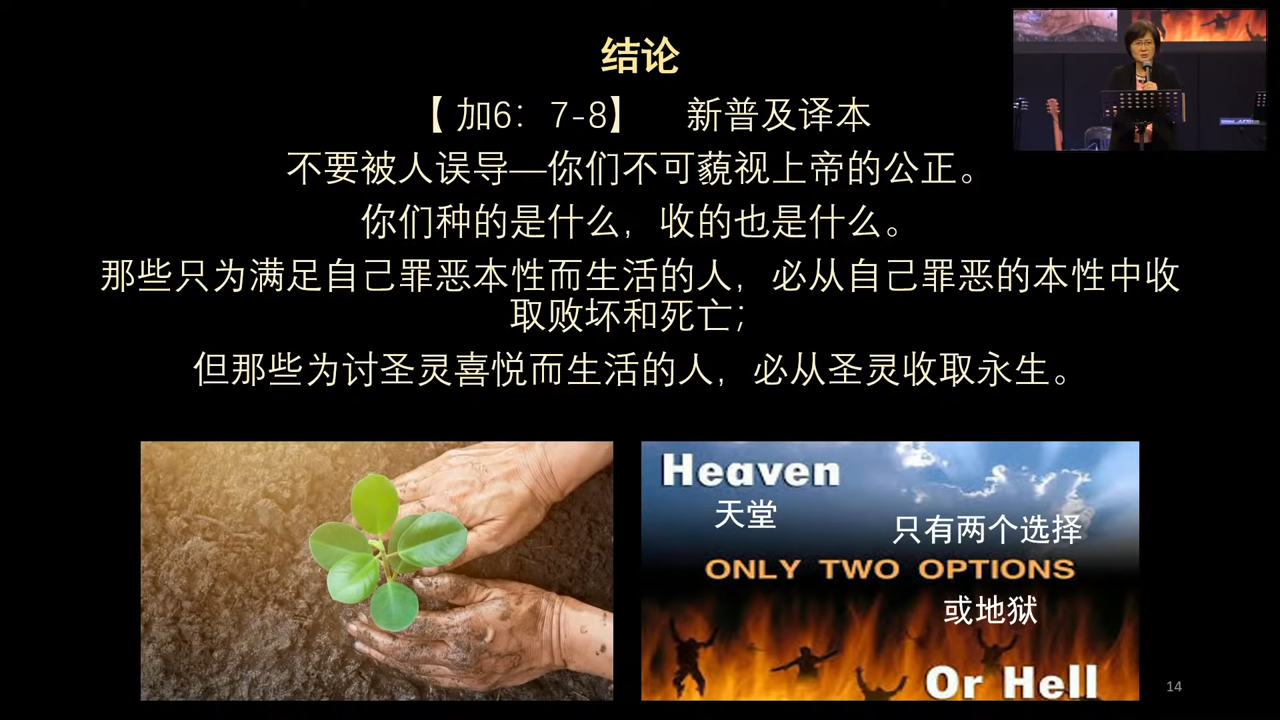 结论
【 加6：7-8】 新普及译本
不要被人误导—你们不可藐视上帝的公正。
你们种的是什么，收的也是什么。
那些只为满足自己罪恶本性而生活的人，必从自己罪恶的本性中收
取败坏和死亡；
但那些为讨圣灵喜悦而生活的人，必从圣灵收取永生。
Heaven
天堂
只有两个选择
ONLY TWO OPTIONS
或地狱
Or Hell
14